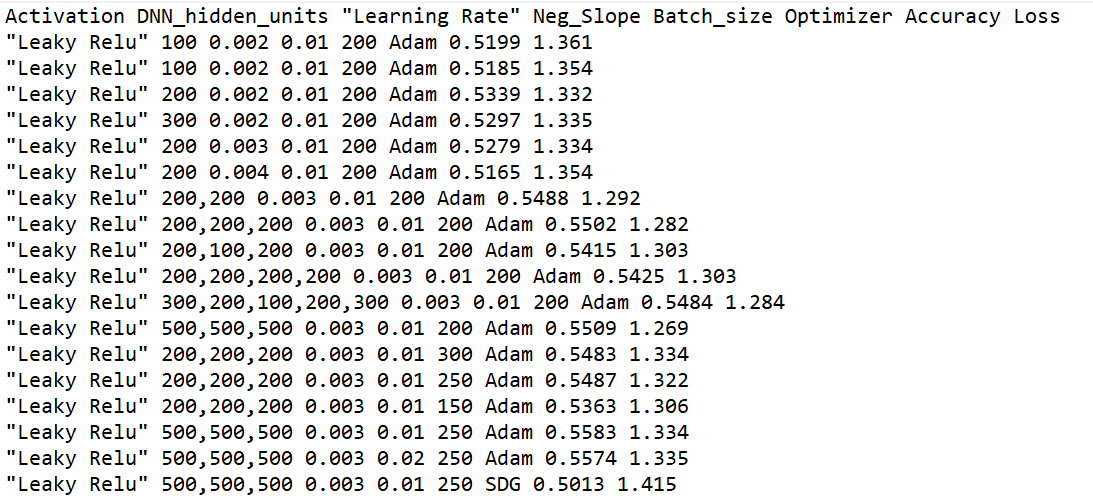 Activation DNN_hidden_units "Learning Rate" Neg_Slope Batch_size Optimizer Accuracy Loss
"Leaky Relu" 100 0.002 0.01 200 Adam 0.5199 1.361
"Leaky Relu" 100 0.002 0.01 200 Adam 0.5185 1.354
"Leaky Relu" 200 0.002 0.01 200 Adam 0.5339 1.332
"Leaky Relu" 300 0.002 0.01 200 Adam 0.5297 1.335
"Leaky Relu" 200 0.003 0.01 200 Adam 0.5279 1.334
"Leaky Relu" 200 0.004 0.01 200 Adam 0.5165 1.354
"Leaky Relu" 200,200 0.003 0.01 200 Adam 0.5488 1.292
"Leaky Relu" 200,200,200 0.003 0.01 200 Adam 0.5502 1.282
"Leaky Relu" 200,100,200 0.003 0.01 200 Adam 0.5415 1.303
"Leaky Relu" 200,200,200,200 0.003 0.01 200 Adam 0.5425 1.303
"Leaky Relu" 300,200,100,200,300 0.003 0.01 200 Adam 0.5484 1.284
"Leaky Relu" 500,500,500 0.003 0.01 200 Adam 0.5509 1.269
"Leaky Relu" 200,200,200 0.003 0.01 300 Adam 0.5483 1.334
"Leaky Relu" 200,200,200 0.003 0.01 250 Adam 0.5487 1.322
"Leaky Relu" 200,200,200 0.003 0.01 150 Adam 0.5363 1.306
"Leaky Relu" 500,500,500 0.003 0.01 250 Adam 0.5583 1.334
"Leaky Relu" 500,500,500 0.003 0.02 250 Adam 0.5574 1.335
"Leaky Relu" 500,500,500 0.003 0.01 250 SDG 0.5013 1.415